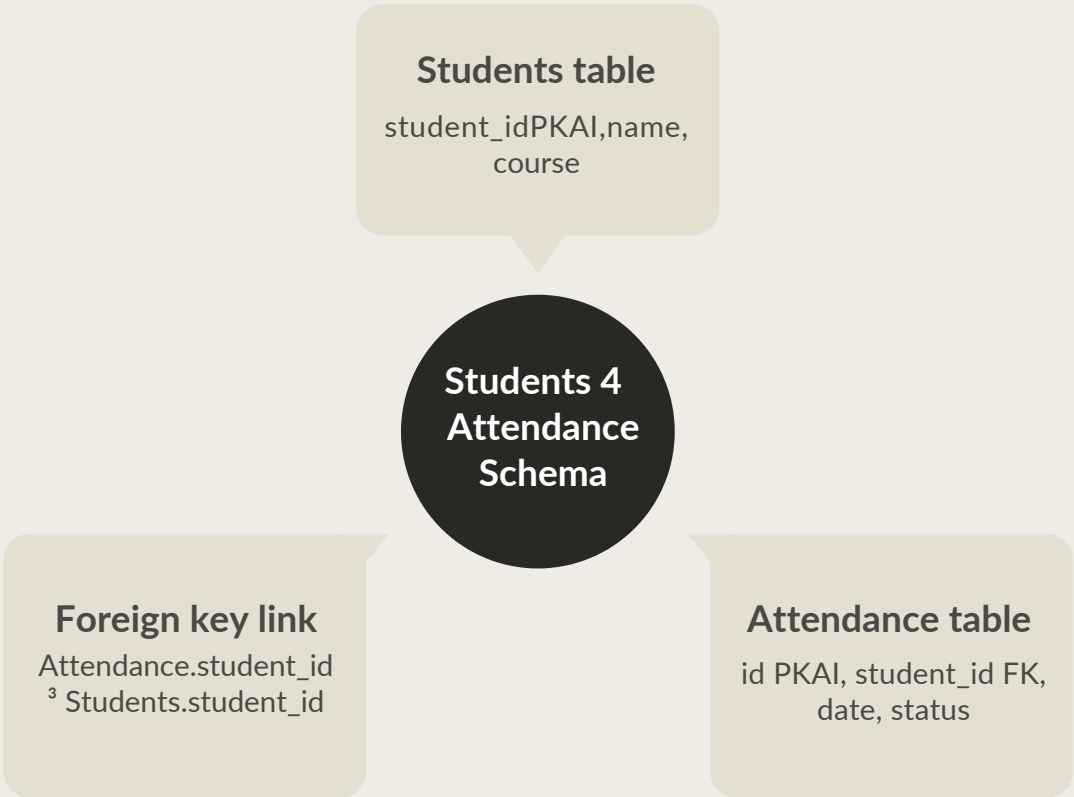 Students table
student_idPKAI,name,
course
Students 4
Attendance
Schema
Foreign key link
Attendance.student_id
³ Students.student_id
Attendance table
id PKAI, student_id FK,
date, status